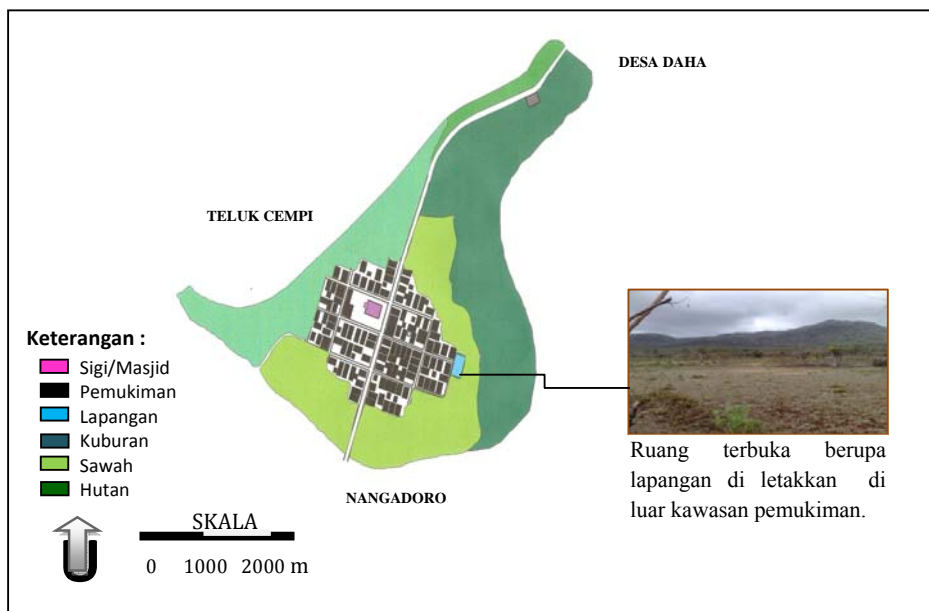 DESA DAHA
TELUK CEMPI
Keterangan :
Sigi/Masjid
Pemukiman
Lapangan
Kuburan
Sawah
Hutan
NANGADORO
Ruang terbuka berupa
lapangan di letakkan di
luar kawasan pemukiman.
SKALA
0 1000 2000 m
U